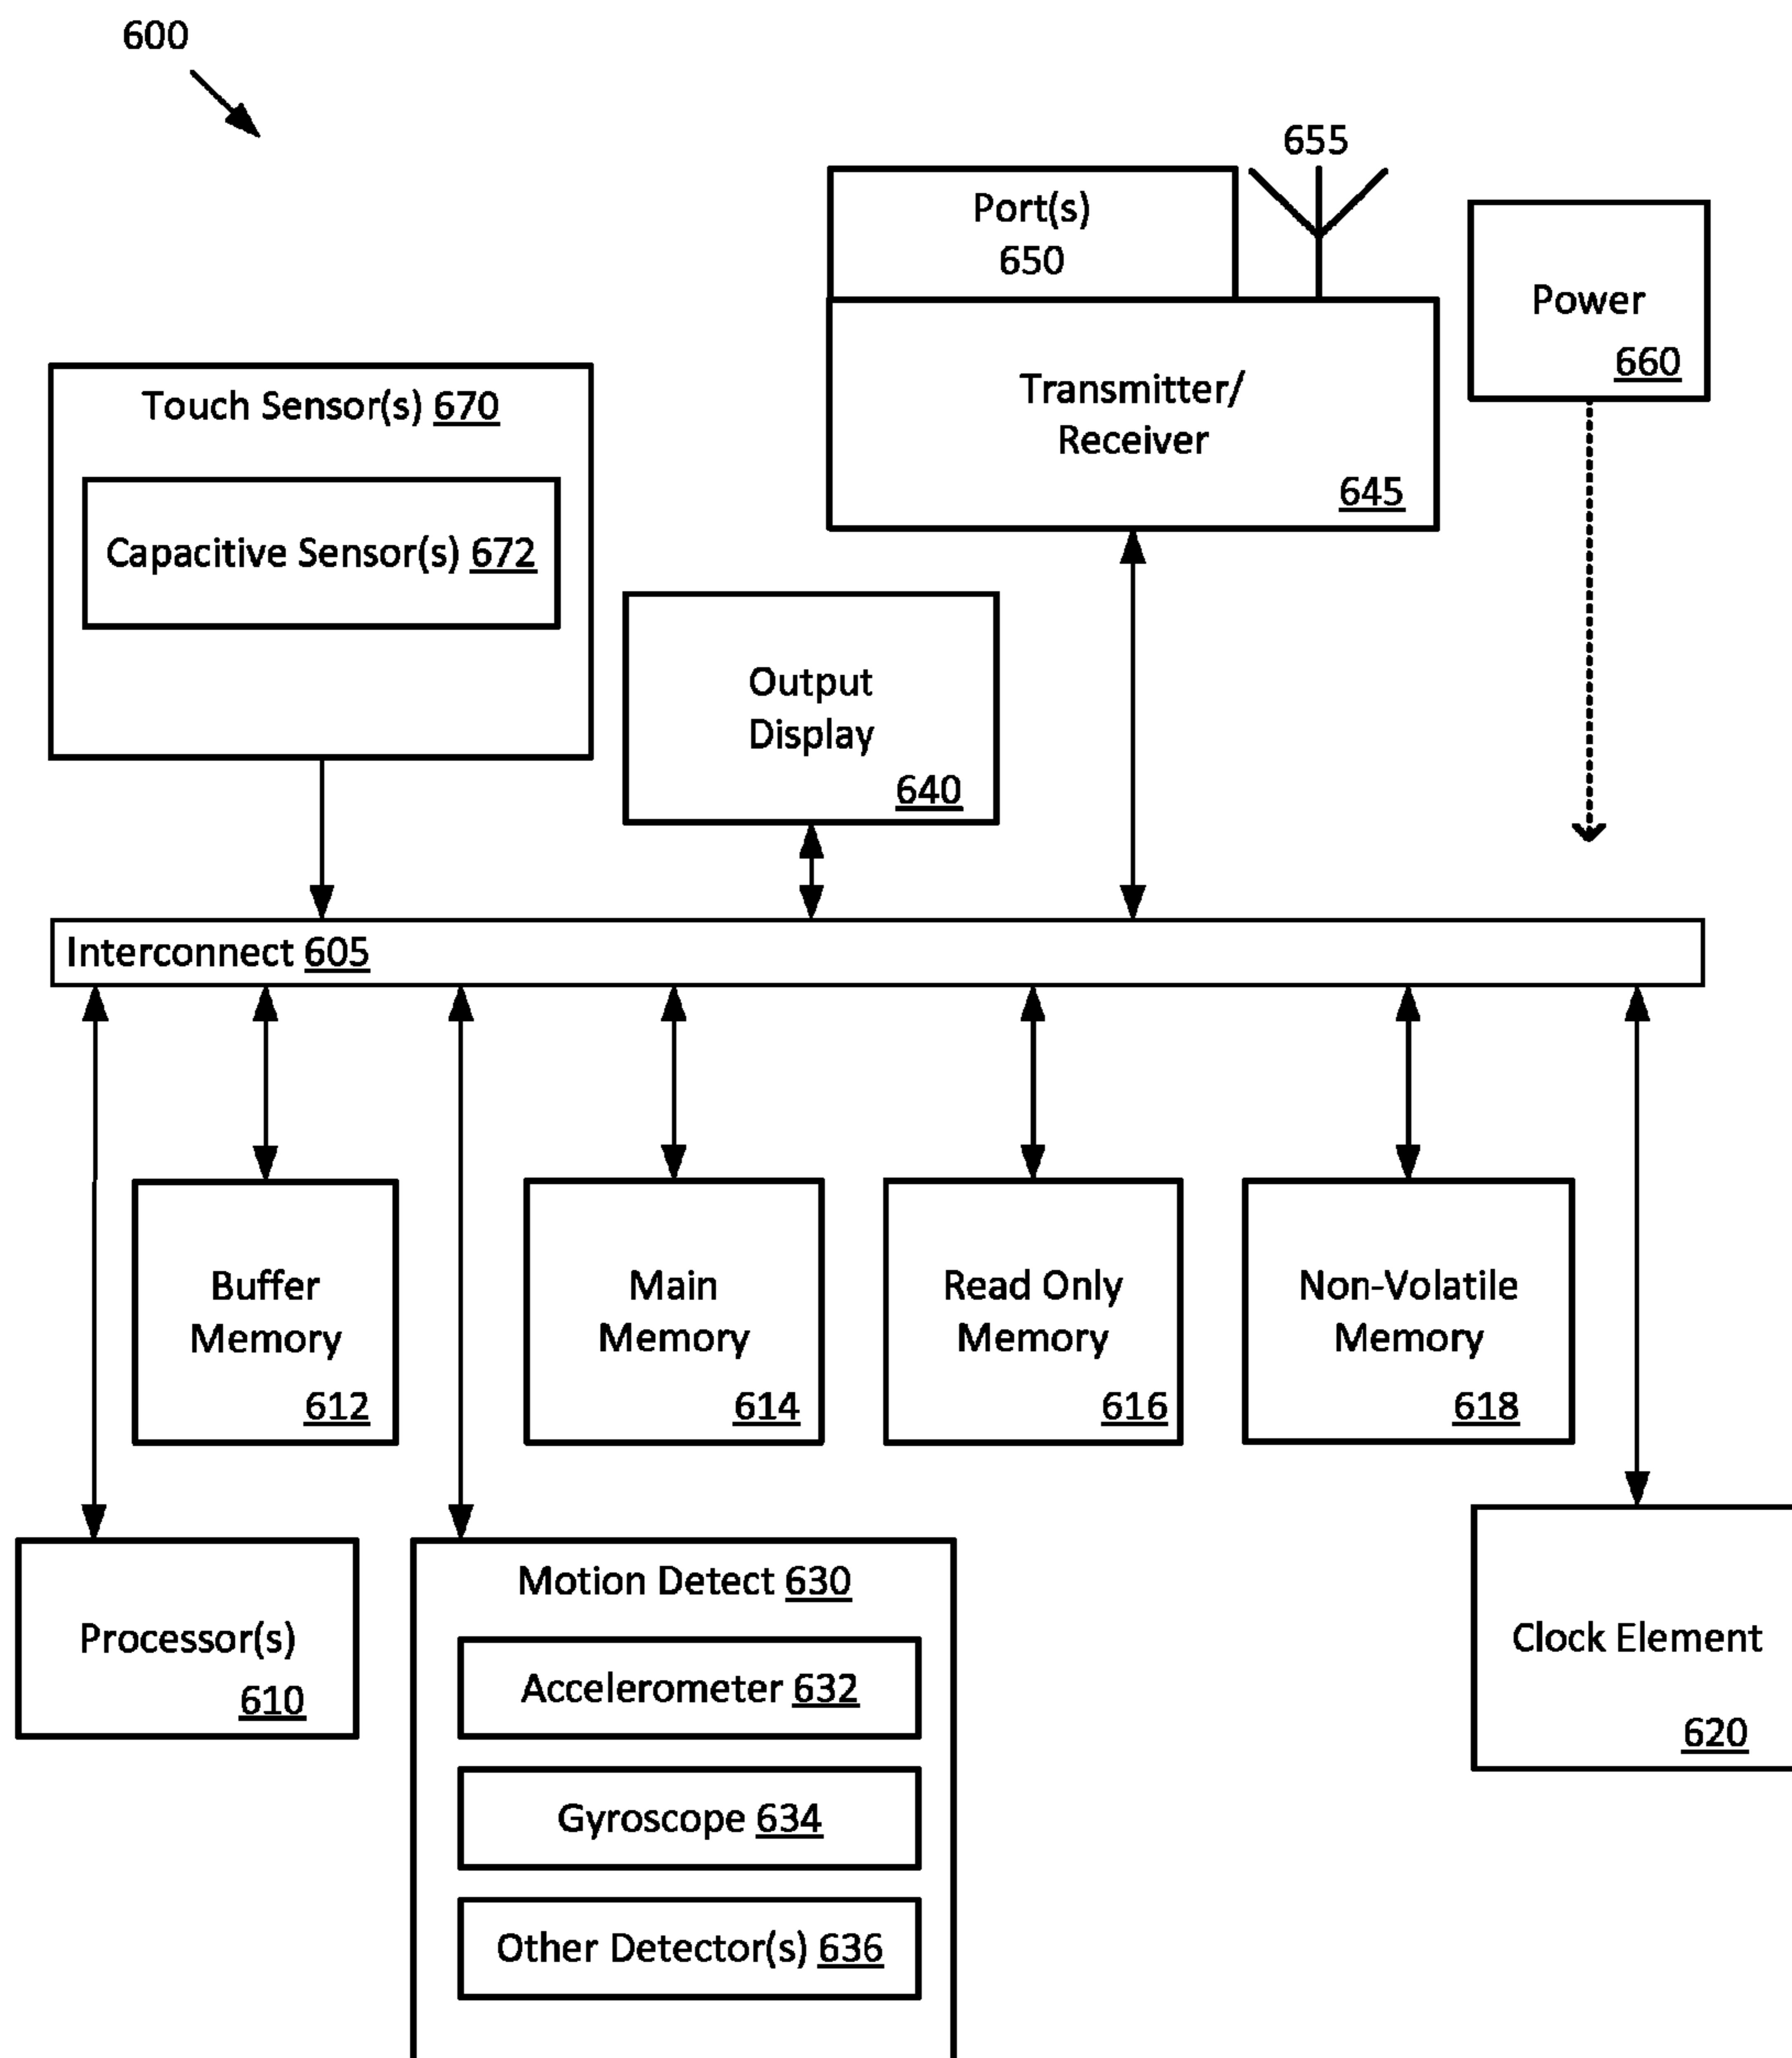 600
655
Port(s)
650
Power
660
Transmitter/
Receiver
645
Touch Sensor(s) 670
Capacitive Sensor(s) 672
Output
Display
640
Interconnect 605
Buffer
Memory
612
Main
Memory
614
Read Only
Memory
616
Non-Volatile
Memory
618
Processor(s)
610
Motion Detect 630
Accelerometer 632
Gyroscope 634
Other Detector(s) 636
Clock Element
620